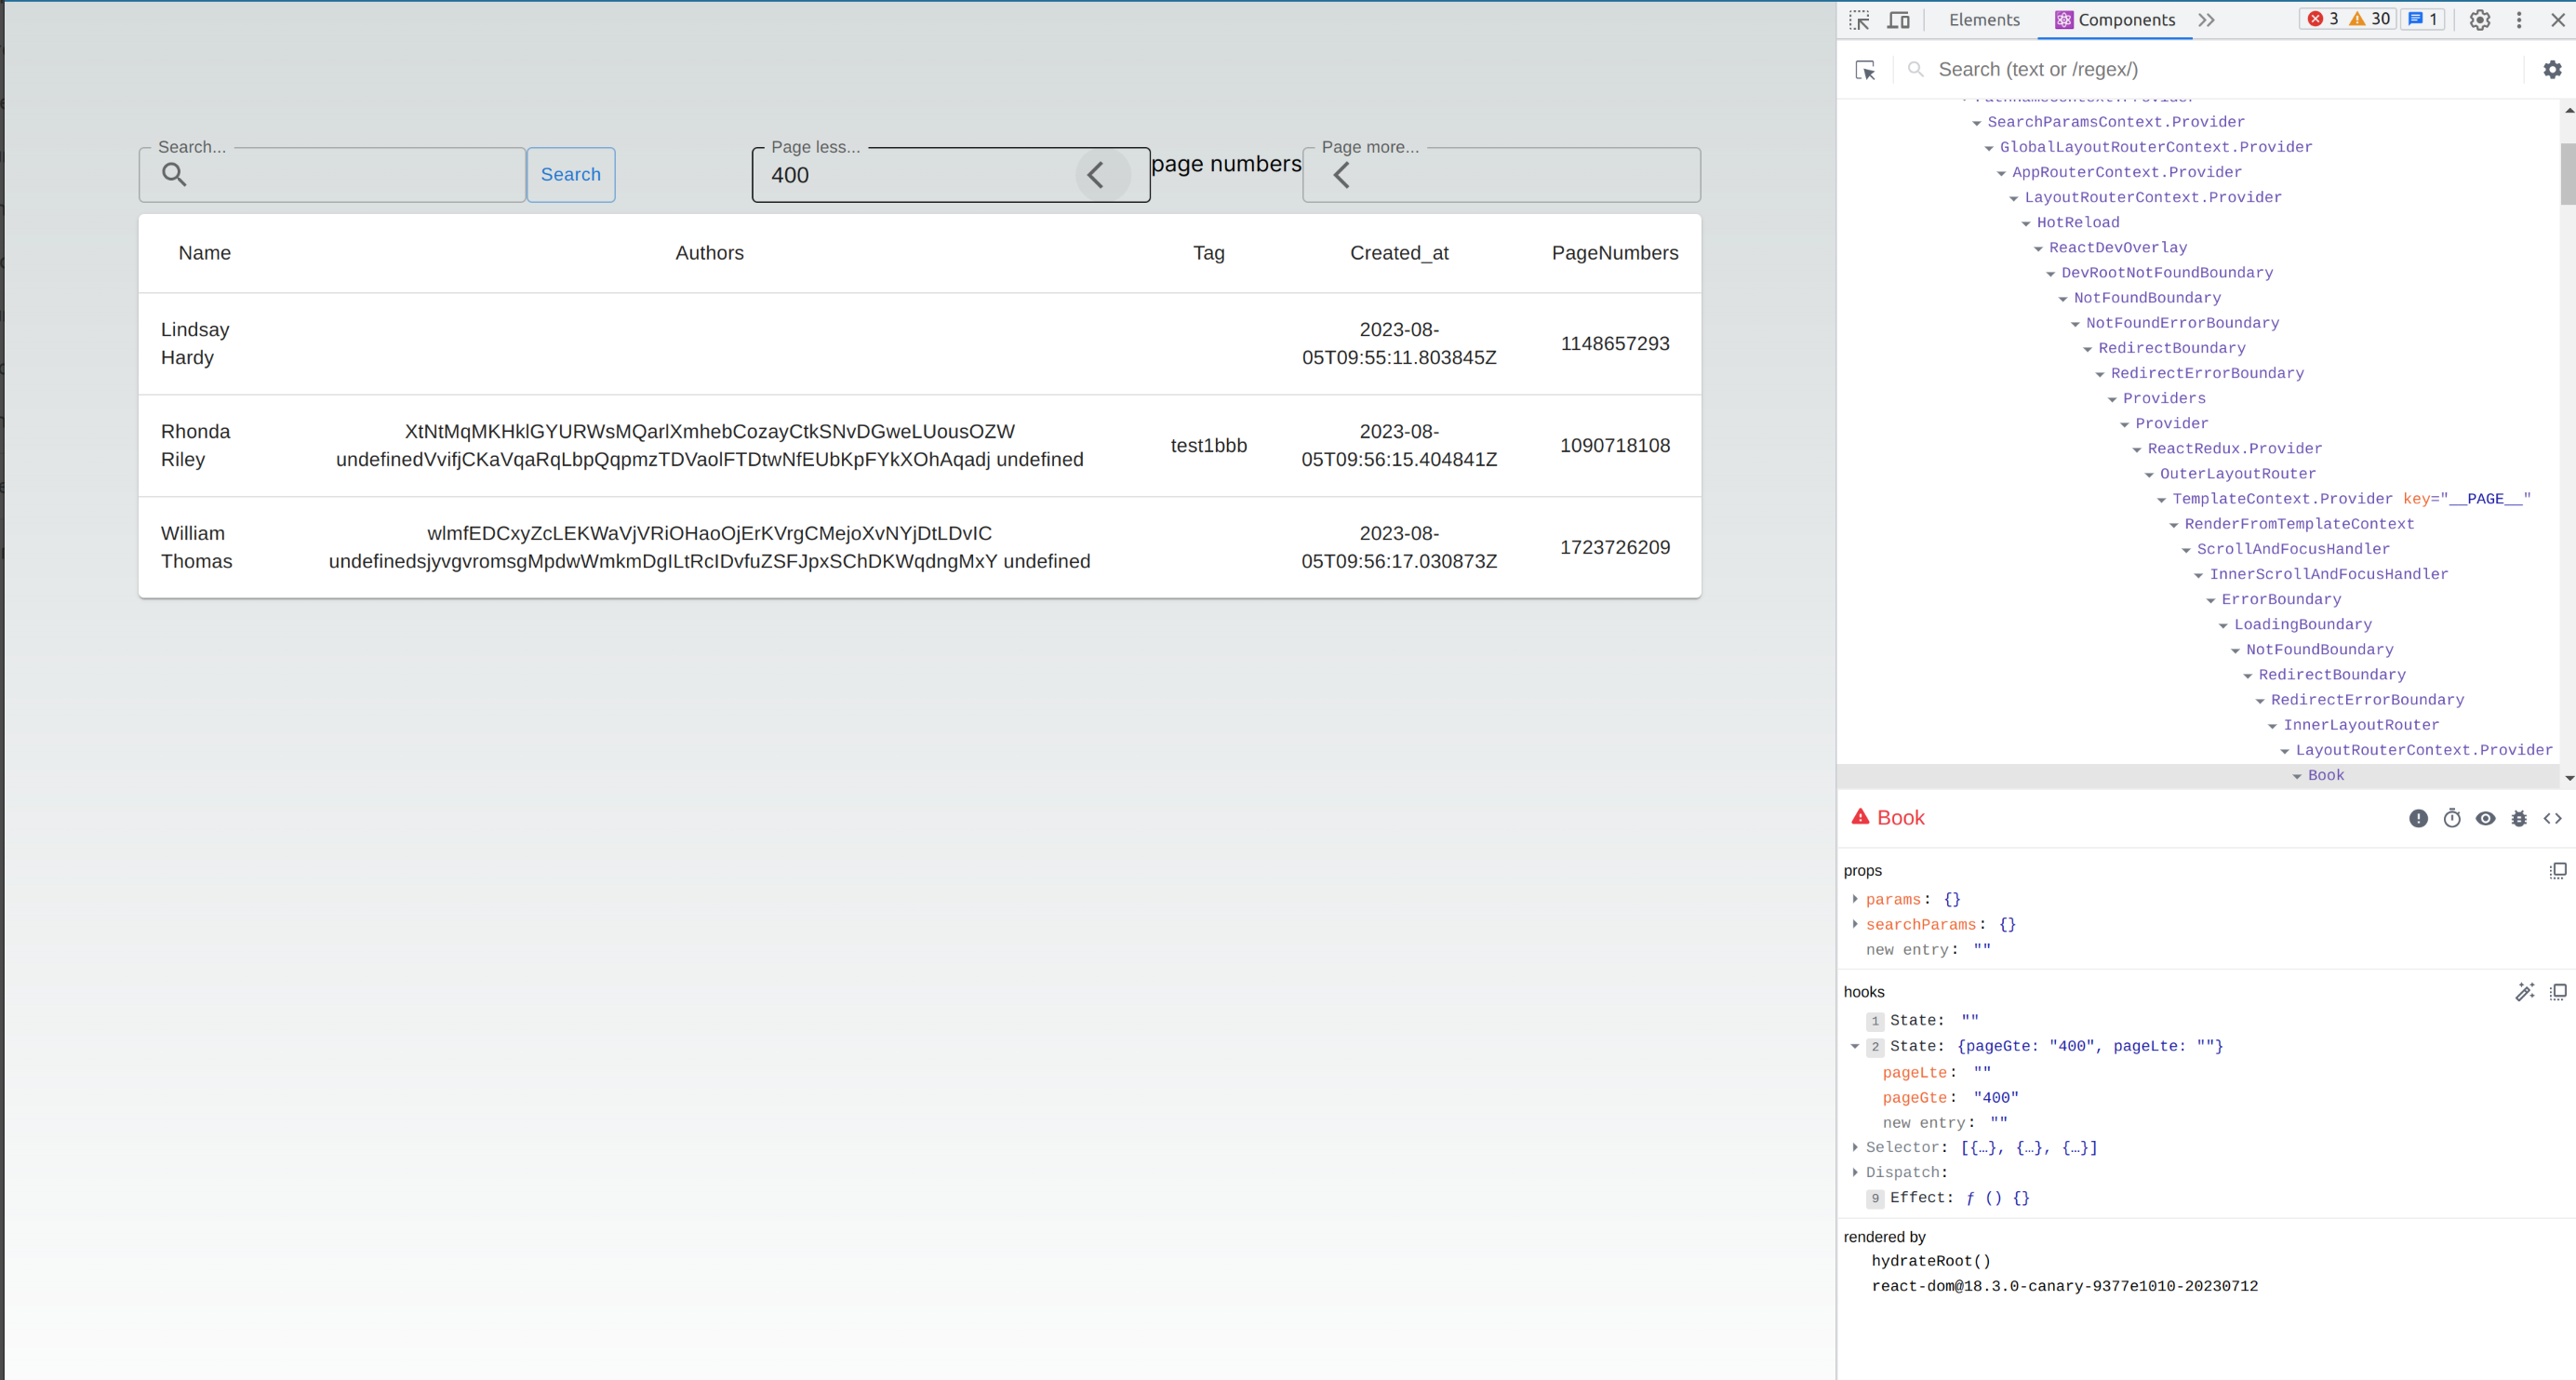 Search...
Search
Page less...
400
page numbers
Page more...
Name Authors Tag Created_at PageNumbers
Lindsay
Hardy
2023-08-
05T09:55:11.803845Z
1148657293
Rhonda
Riley
XtNtMqMKHklGYURWsMQarlXmhebCozayCtkSNvDGweLUousOZW
undefinedVvifjCKaVqaRqLbpQqpmzTDVaolFTDtwNfEUbKpFYkXOhAqadj undefined
test1bbb
2023-08-
05T09:56:15.404841Z
1090718108
William
Thomas
wlmfEDCxyZcLEKWaVjVRiOHaoOjErKVrgCMejoXvNYjDtLDvIC
undefinedsjyvgvromsgMpdwWmkmDgILtRcIDvfuZSFJpxSChDKWqdngMxY undefined
2023-08-
05T09:56:17.030873Z
1723726209
Elements Components 3 30 1
Search (text or /regex/)
SearchParamsContext.Provider
GlobalLayoutRouterContext.Provider
AppRouterContext.Provider
LayoutRouterContext.Provider
HotReload
ReactDevOverlay
DevRootNotFoundBoundary
NotFoundBoundary
NotFoundErrorBoundary
RedirectBoundary
RedirectErrorBoundary
Providers
Provider
ReactRedux.Provider
OuterLayoutRouter
TemplateContext.Provider key="__PAGE__"
RenderFromTemplateContext
ScrollAndFocusHandler
InnerScrollAndFocusHandler
ErrorBoundary
LoadingBoundary
NotFoundBoundary
RedirectBoundary
RedirectErrorBoundary
InnerLayoutRouter
LayoutRouterContext.Provider
Book
Book
props
params: {}
searchParams: {}
new entry: ""
hooks
1 State: ""
2 State: {pageGte: "400", pageLte: ""}
pageLte: ""
pageGte: "400"
new entry: ""
Selector: [{…}, {…}, {…}]
Dispatch:
9 Effect: ƒ () {}
rendered by
hydrateRoot()
react-dom@18.3.0-canary-9377e1010-20230712